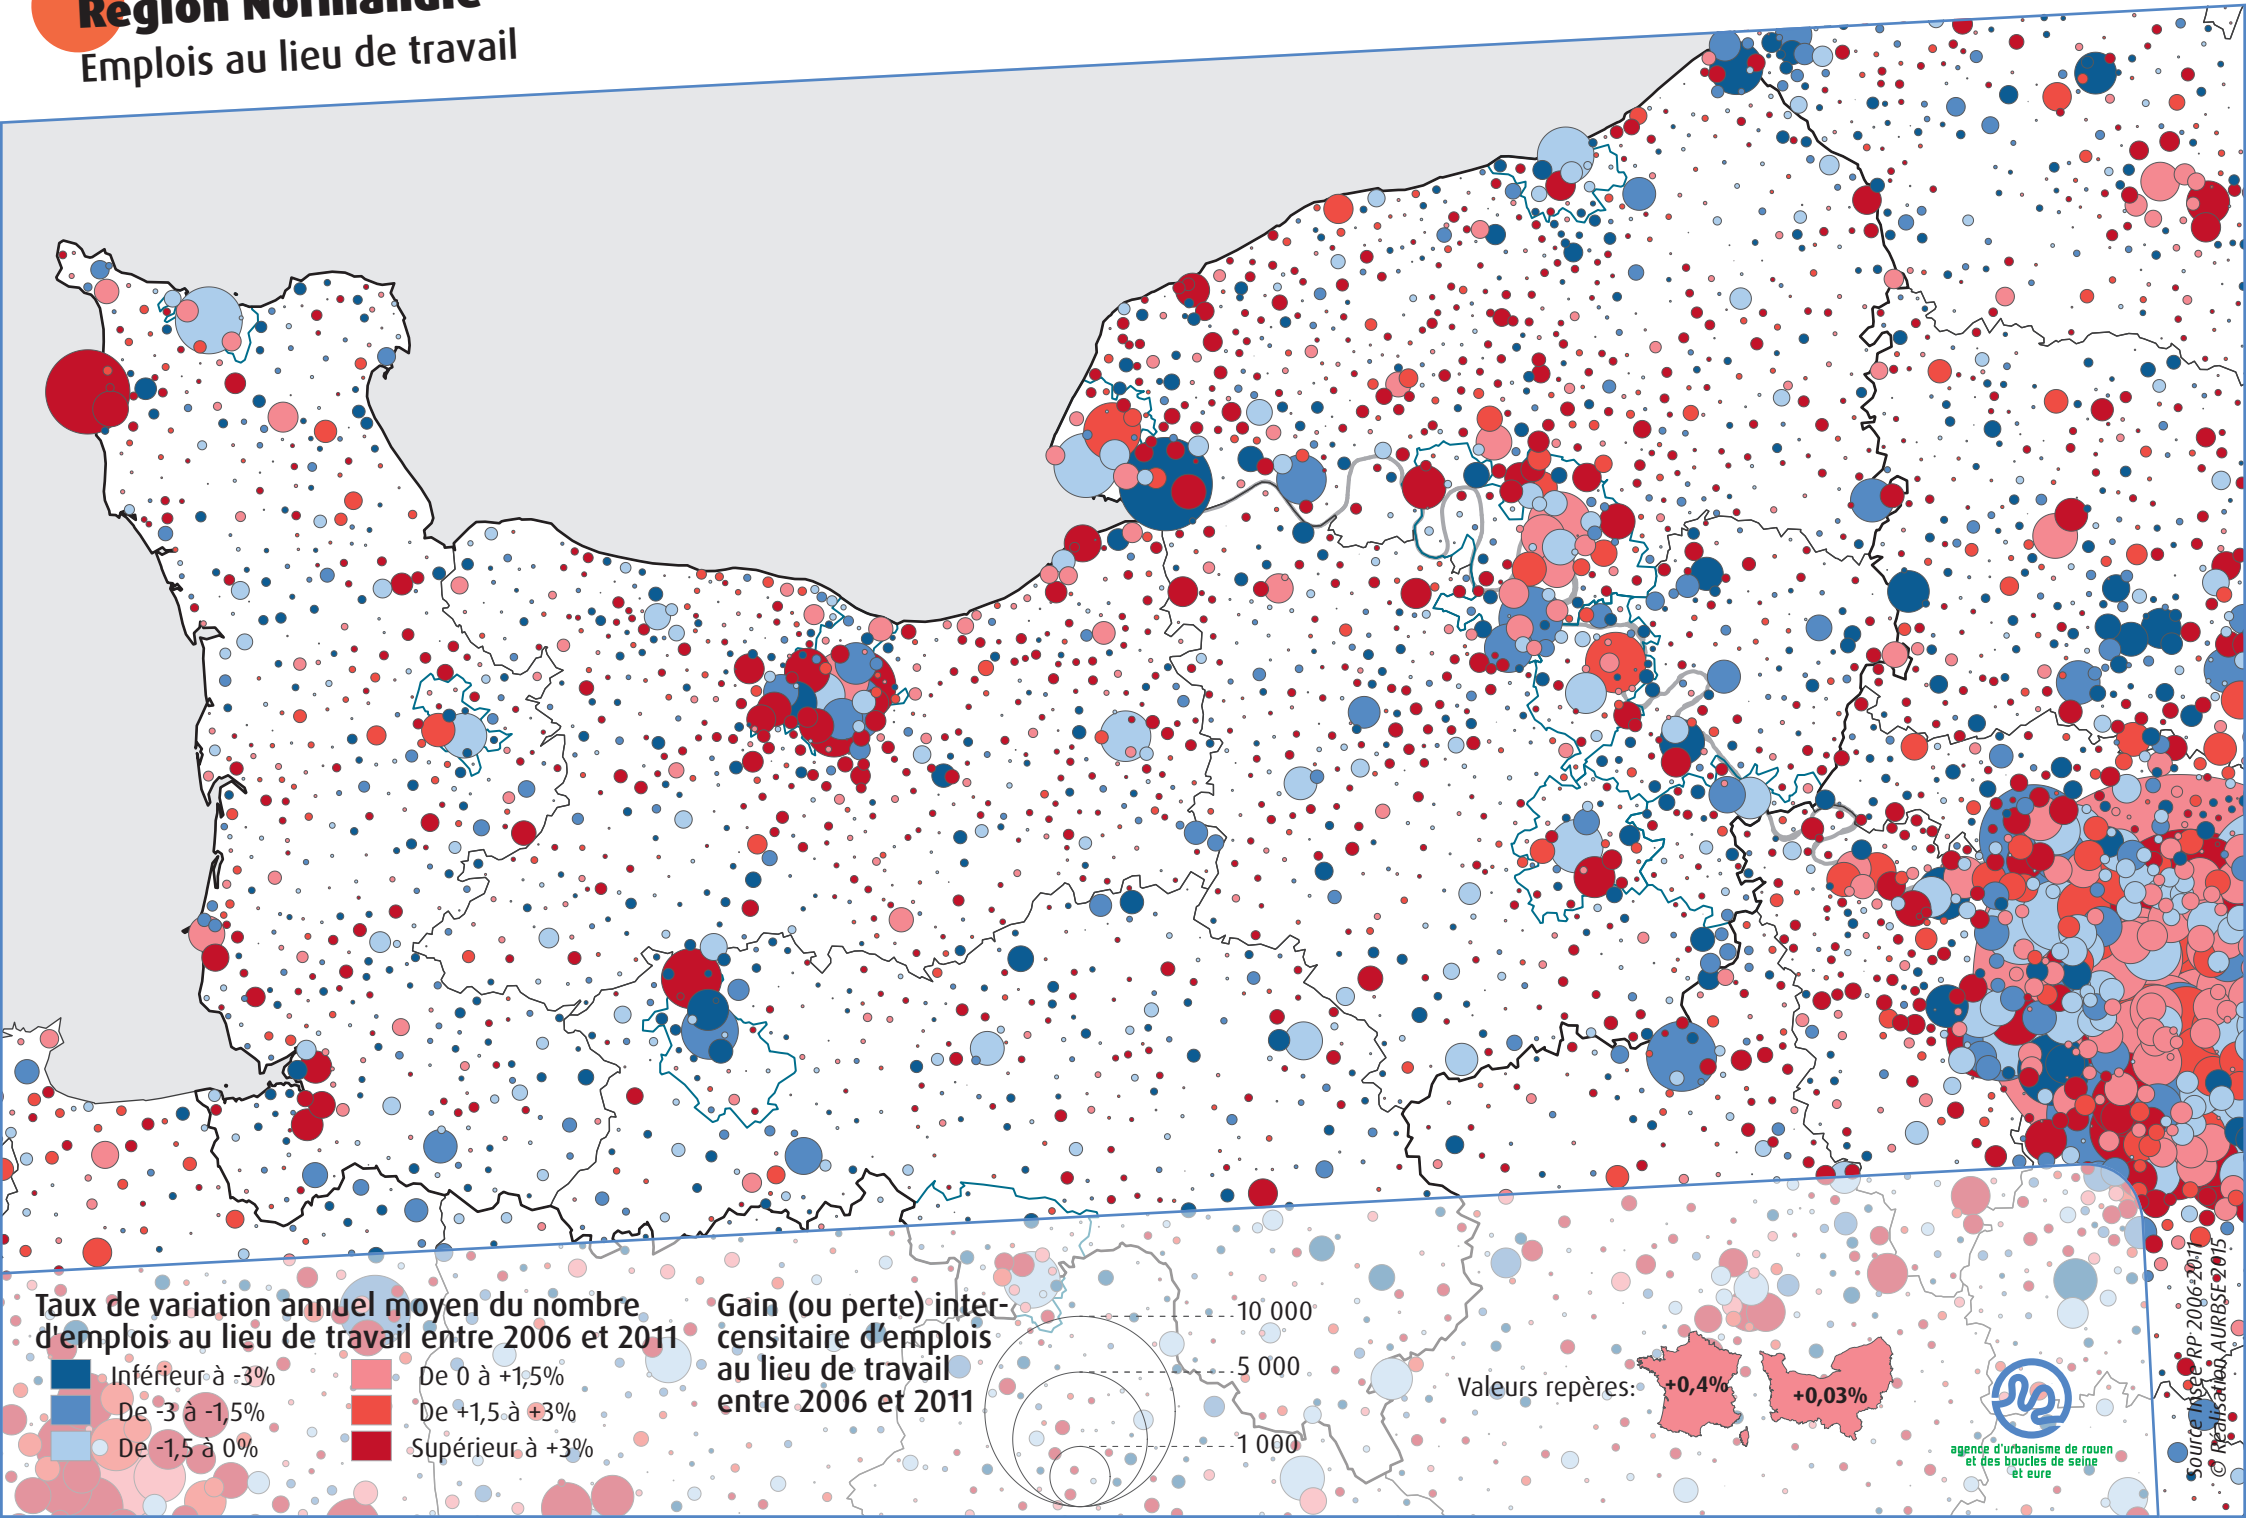 Région Normandie
Emplois au lieu de travail
Taux de variation annuel moyen du nombre
d'emplois au lieu de travail entre 2006 et 2011
Inférieur à -3%
De -3 à -1,5%
De -1,5 à 0%
De 0 à +1,5%
De +1,5 à +3%
Supérieur à +3%
Gain (ou perte) inter-
censitaire d'emplois
au lieu de travail
entre 2006 et 2011
10 000
5 000
1 000
Valeurs repères:
+0,4%
+0,03%
agence d'urbanisme de rouen
et des boucles de seine
et eure
Source Insee RP 2006-2011
© Réalisation AURBSE 2015